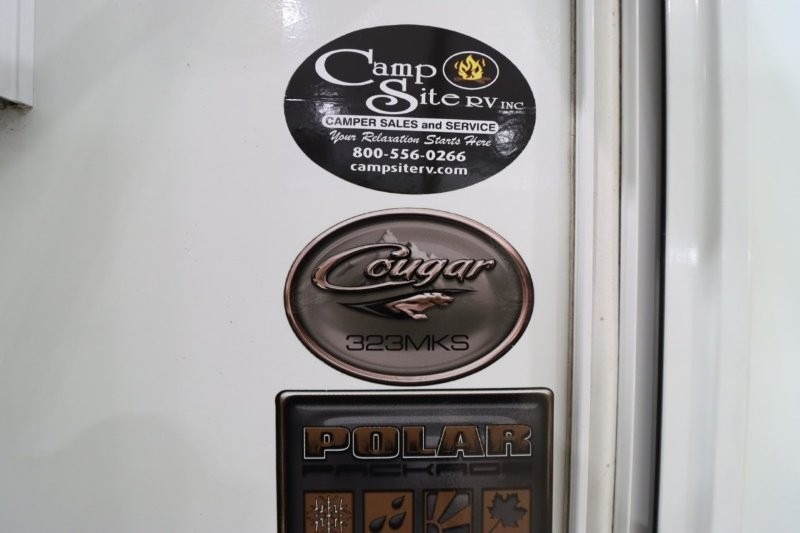 Camp
Site RV INC
CAMPER SALES and SERVICE
Your Relaxation Starts Here
800-556-0266
campsiterv.com
Cougar
323MKS
POLAR
PACKAGE